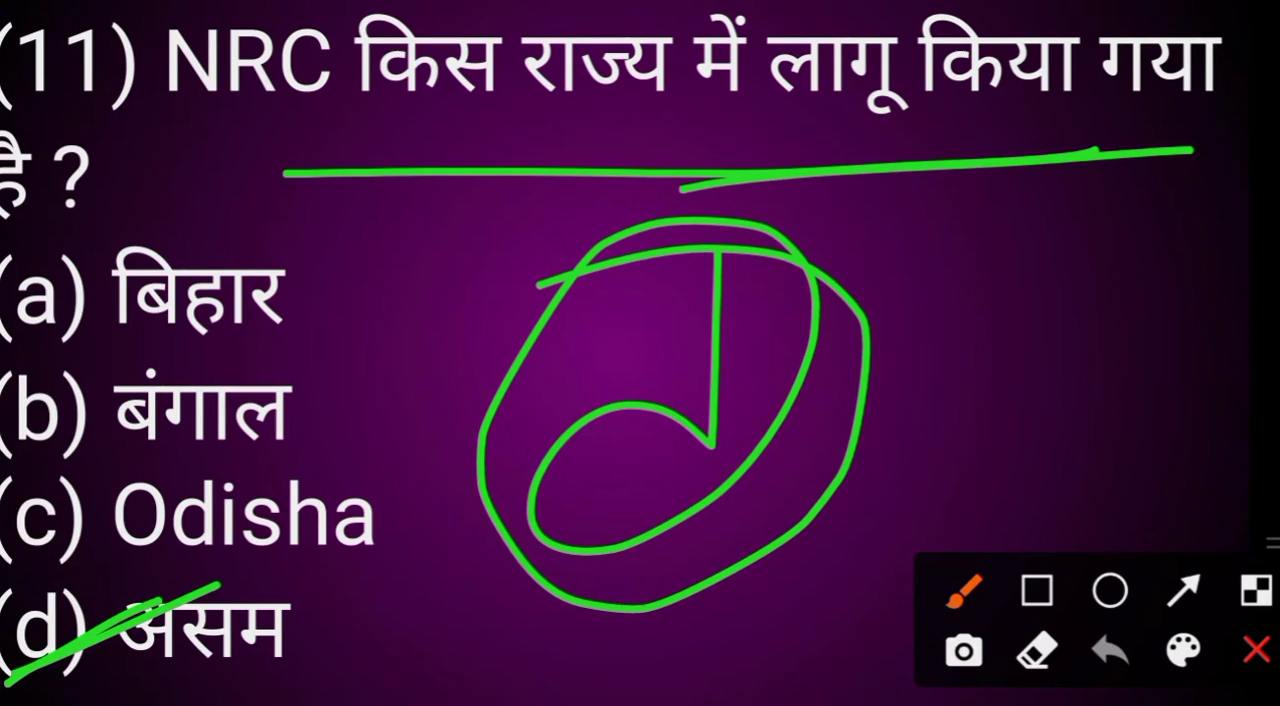 (11) NRC किस राज्य में लागू किया गया
है ?
(a) बिहार
(b) बंगाल
(c) Odisha
(d) असम
d